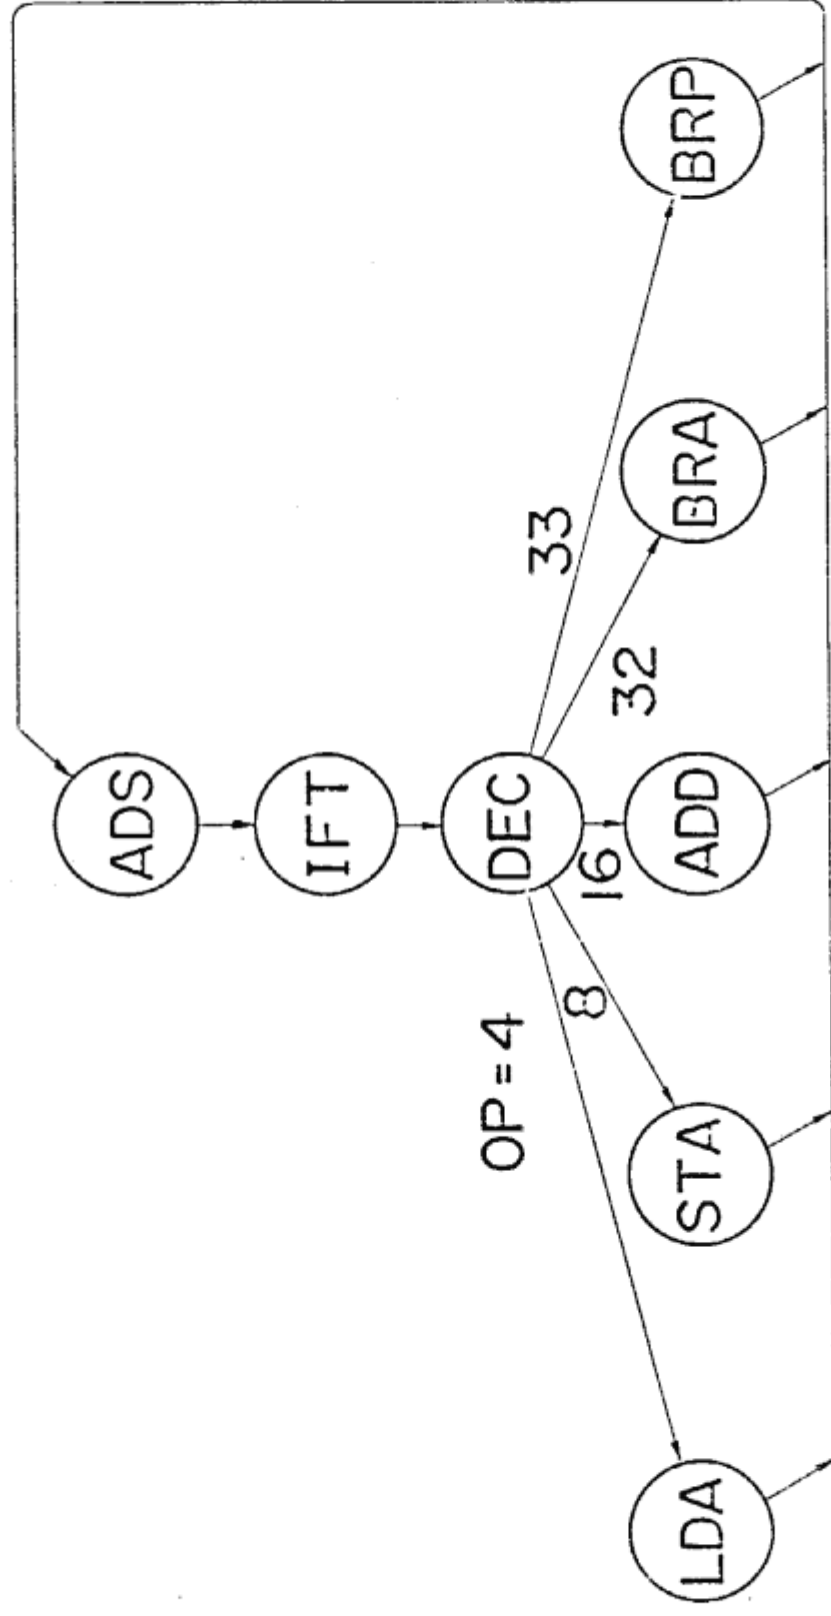 ADS
IFT
DEC
OP = 4
8
16
32
33
LDA
STA
ADD
BRA
BRP